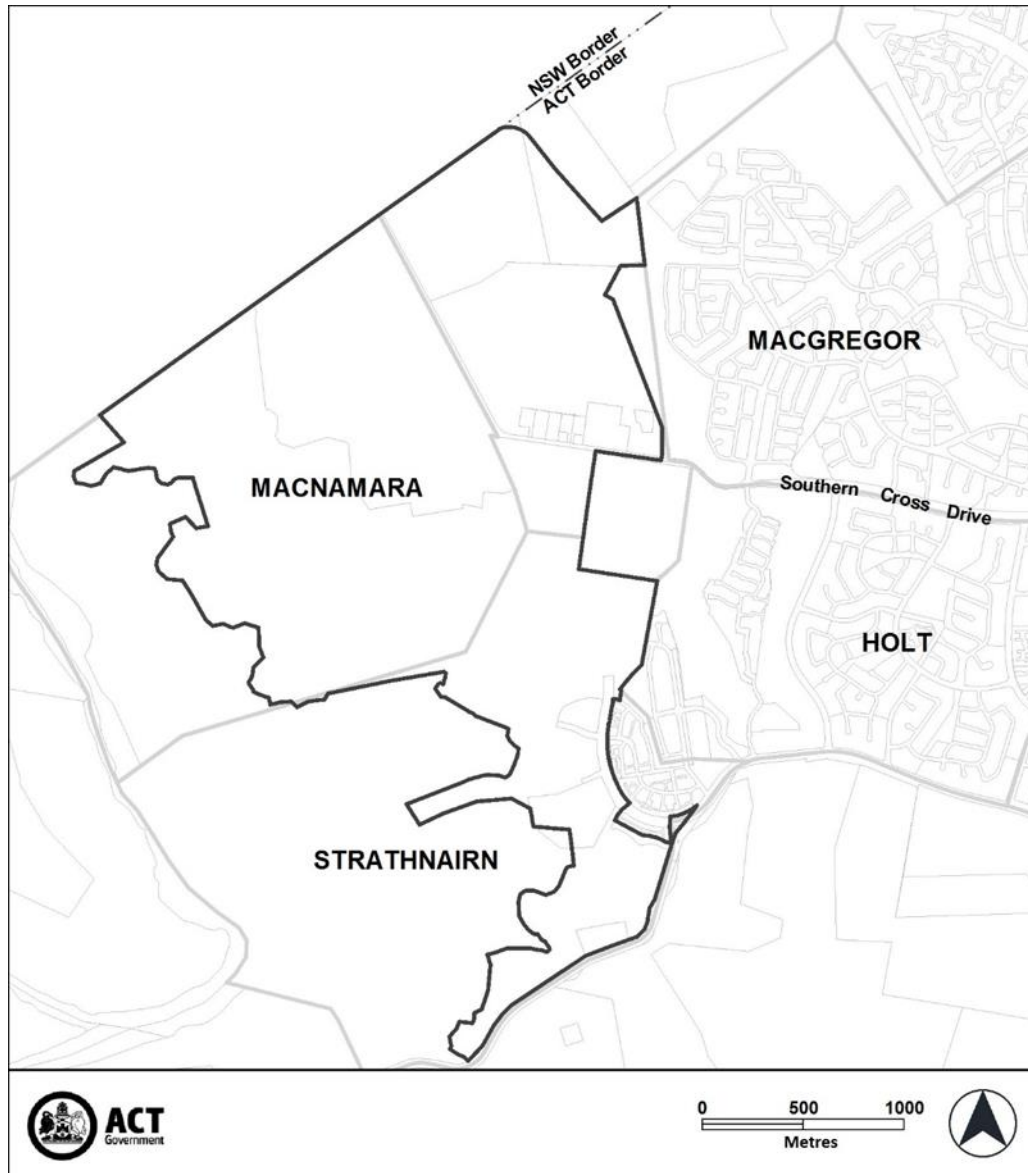 NSW Border
ACT Border
MACGREGOR
MACNAMARA
Southern Cross Drive
HOLT
STRATHNAIRN
ACT
Government
0 500 1000
Metres